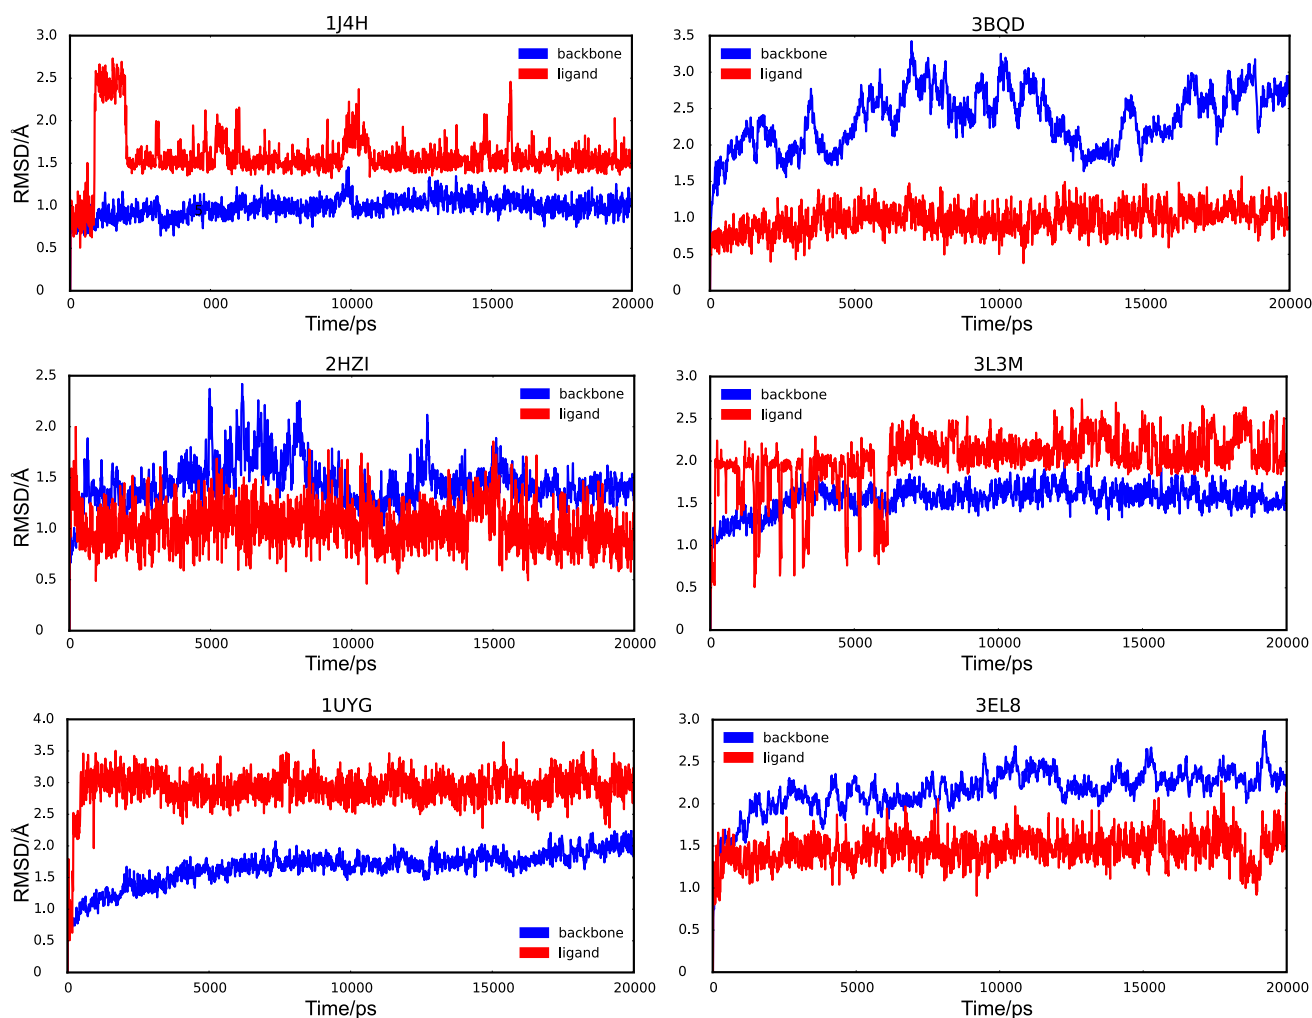 1J4H
3.0
2.5
2.0
1.5
1.0
0.5
0
RMSD/Å
backbone
ligand
0
000
10000
15000
20000
Time/ps
3BQD
3.5
3.0
2.5
2.0
1.5
1.0
0.5
0
backbone
ligand
0
5000
10000
15000
20000
Time/ps
2HZI
2.5
2.0
1.5
1.0
0.5
0
RMSD/Å
backbone
ligand
0
5000
10000
15000
20000
Time/ps
3L3M
3.0
2.5
2.0
1.5
1.0
0.5
0
backbone
ligand
0
5000
10000
15000
20000
Time/ps
1UYG
4.0
3.5
3.0
2.5
2.0
1.5
1.0
0.5
0
RMSD/Å
backbone
ligand
0
5000
10000
15000
20000
Time/ps
3EL8
3.0
2.5
2.0
1.5
1.0
0.5
0
backbone
ligand
0
5000
10000
15000
20000
Time/ps